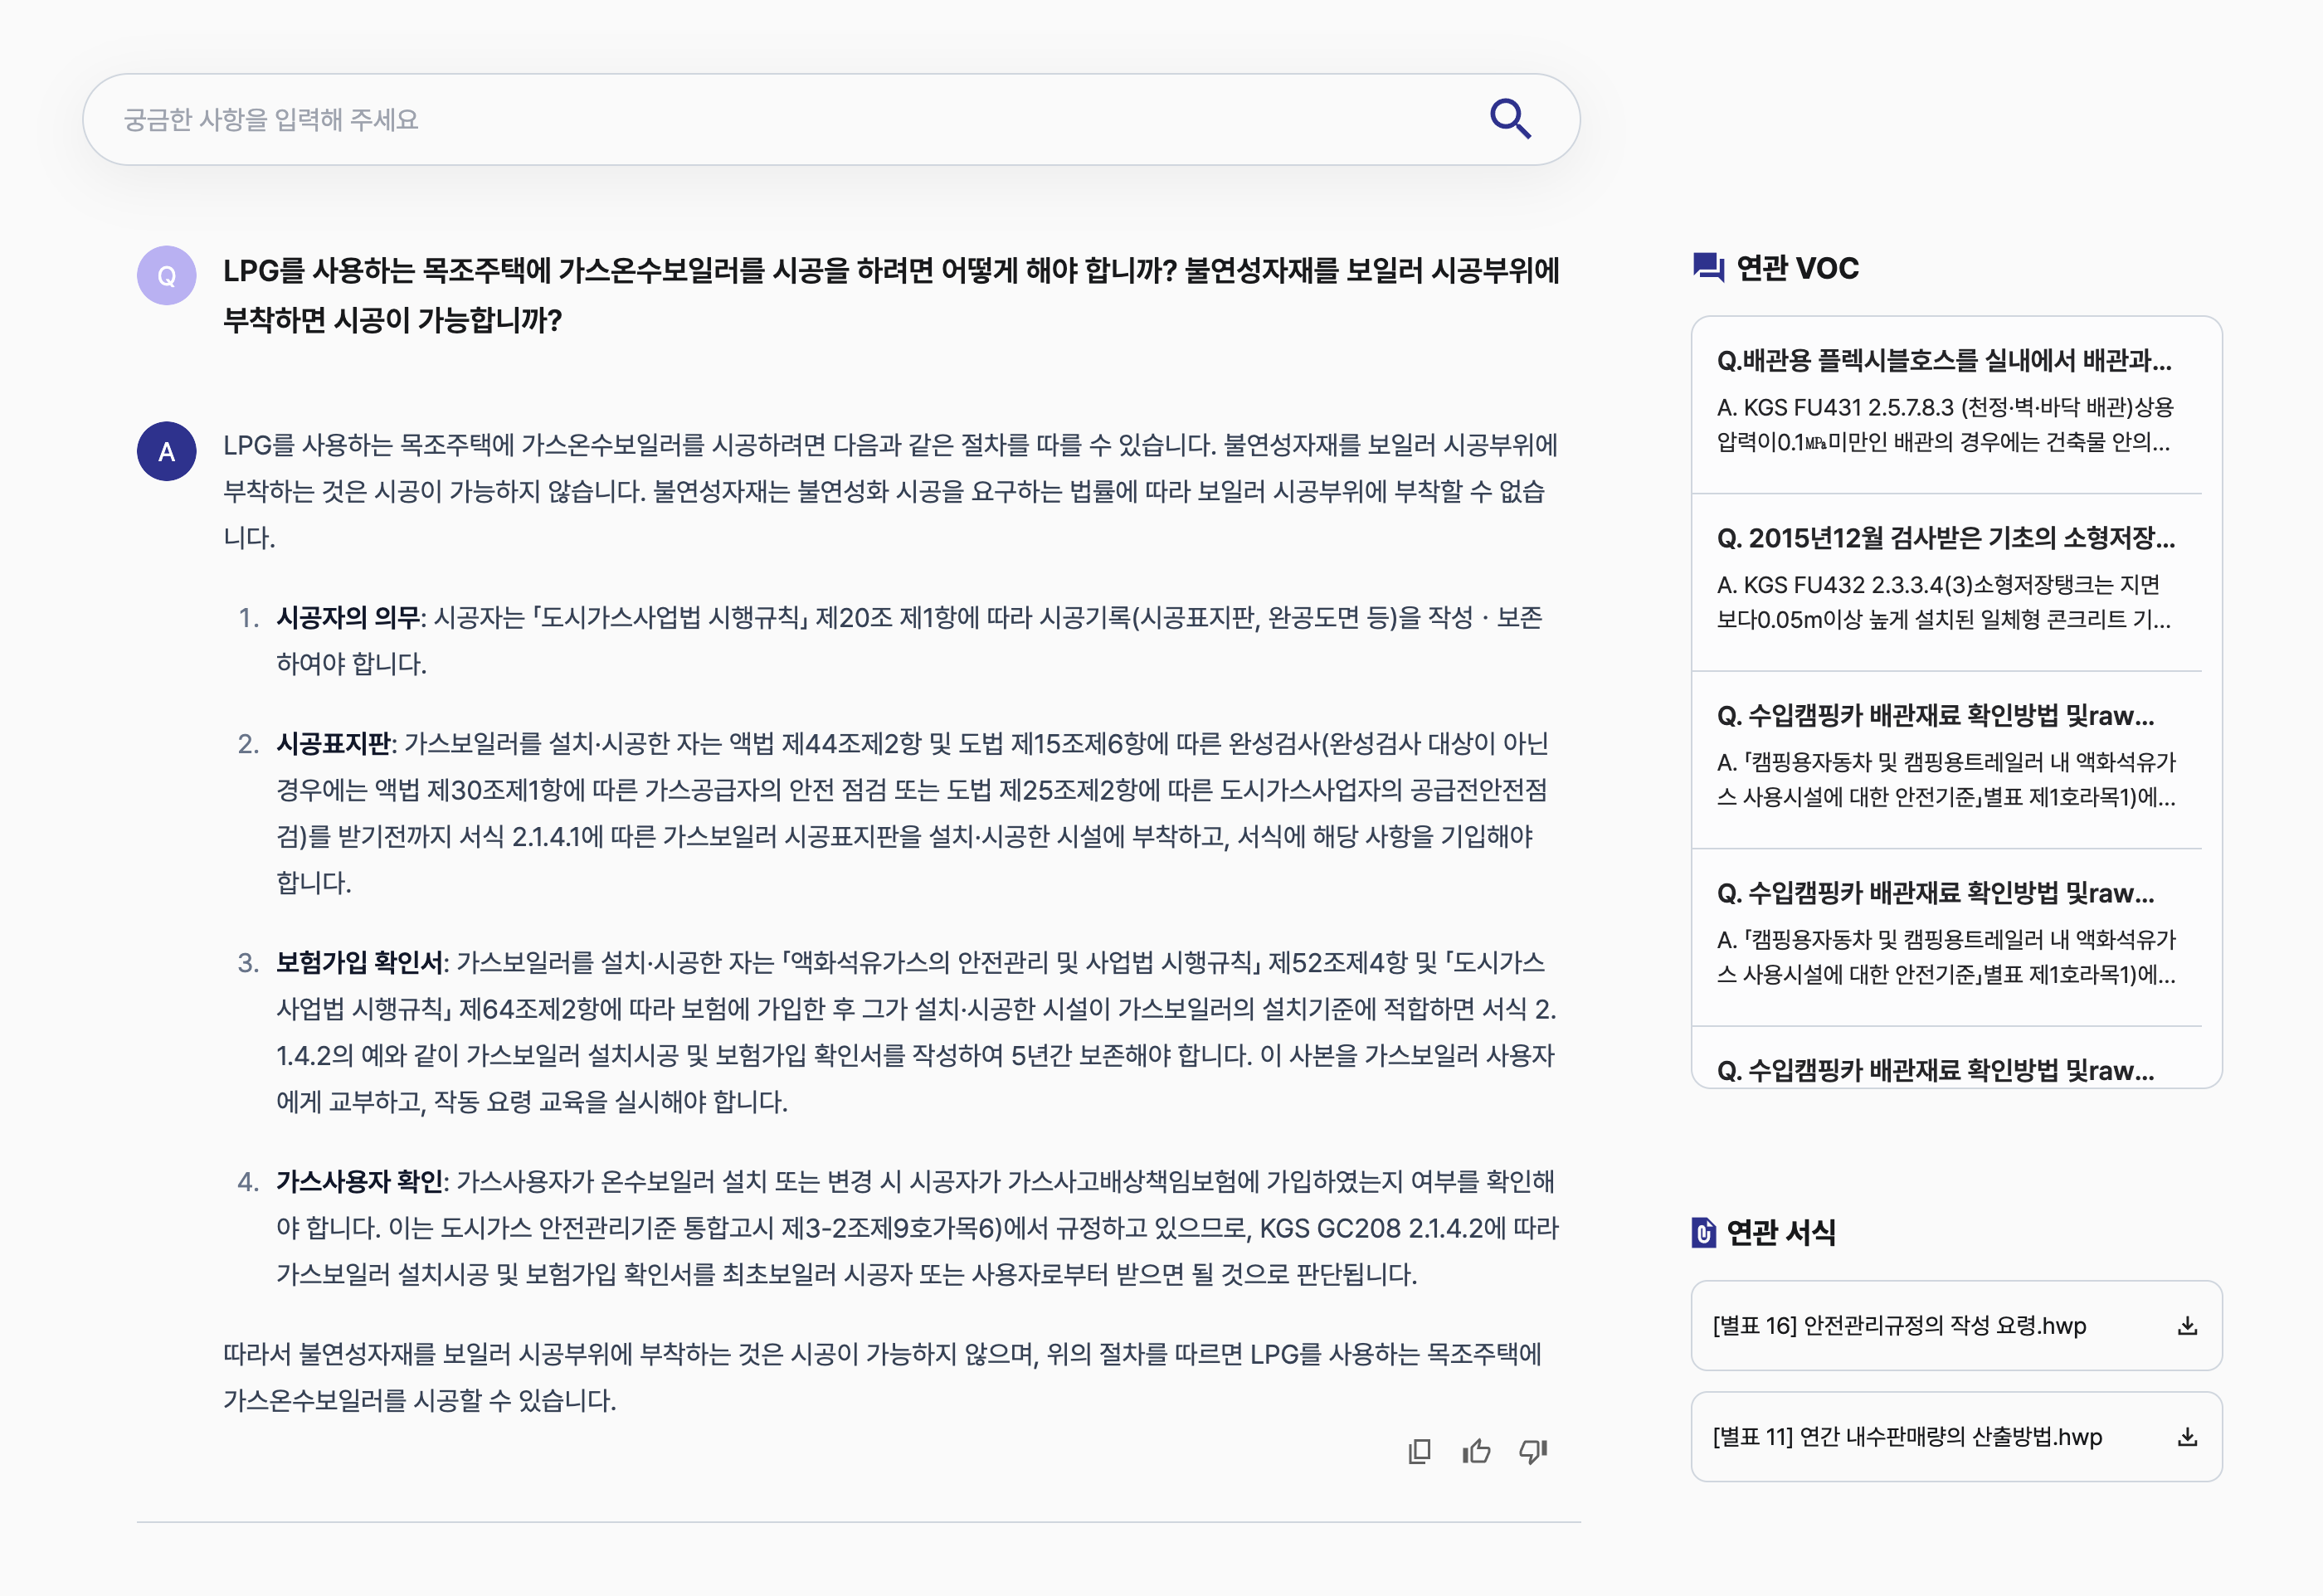 궁금한 사항을 입력해 주세요
Q
LPG를 사용하는 목조주택에 가스온수보일러를 시공을 하려면 어떻게 해야 합니까? 불연성자재를 보일러 시공부위에
부착하면 시공이 가능합니까?
A
LPG를 사용하는 목조주택에 가스온수보일러를 시공하려면 다음과 같은 절차를 따를 수 있습니다. 불연성자재를 보일러 시공부위에
부착하는 것은 시공이 가능하지 않습니다. 불연성자재는 불연성화 시공을 요구하는 법률에 따라 보일러 시공부위에 부착할 수 없습
니다.
1. 시공자의 의무: 시공자는 「도시가스사업법 시행규칙」 제20조 제1항에 따라 시공기록(시공표지판, 완공도면 등)을 작성ㆍ보존
하여야 합니다.
2. 시공표지판: 가스보일러를 설치·시공한 자는 액법 제44조제2항 및 도법 제15조제6항에 따른 완성검사(완성검사 대상이 아닌
경우에는 액법 제30조제1항에 따른 가스공급자의 안전 점검 또는 도법 제25조제2항에 따른 도시가스사업자의 공급전안전점
검)를 받기전까지 서식 2.1.4.1에 따른 가스보일러 시공표지판을 설치·시공한 시설에 부착하고, 서식에 해당 사항을 기입해야
합니다.
3. 보험가입 확인서: 가스보일러를 설치·시공한 자는 「액화석유가스의 안전관리 및 사업법 시행규칙」 제52조제4항 및 「도시가스
사업법 시행규칙」 제64조제2항에 따라 보험에 가입한 후 그가 설치·시공한 시설이 가스보일러의 설치기준에 적합하면 서식 2.
1.4.2의 예와 같이 가스보일러 설치시공 및 보험가입 확인서를 작성하여 5년간 보존해야 합니다. 이 사본을 가스보일러 사용자
에게 교부하고, 작동 요령 교육을 실시해야 합니다.
4. 가스사용자 확인: 가스사용자가 온수보일러 설치 또는 변경 시 시공자가 가스사고배상책임보험에 가입하였는지 여부를 확인해
야 합니다. 이는 도시가스 안전관리기준 통합고시 제3-2조제9호가목6)에서 규정하고 있으므로, KGS GC208 2.1.4.2에 따라
가스보일러 설치시공 및 보험가입 확인서를 최초보일러 시공자 또는 사용자로부터 받으면 될 것으로 판단됩니다.
따라서 불연성자재를 보일러 시공부위에 부착하는 것은 시공이 가능하지 않으며, 위의 절차를 따르면 LPG를 사용하는 목조주택에
가스온수보일러를 시공할 수 있습니다.
연관 VOC
Q.배관용 플렉시블호스를 실내에서 배관과...
A. KGS FU431 2.5.7.8.3 (천정·벽·바닥 배관)상용
압력이0.1㎫미만인 배관의 경우에는 건축물 안의...
Q. 2015년12월 검사받은 기초의 소형저장...
A. KGS FU432 2.3.3.4(3)소형저장탱크는 지면
보다0.05m이상 높게 설치된 일체형 콘크리트 기...
Q. 수입캠핑카 배관재료 확인방법 및raw...
A. 「캠핑용자동차 및 캠핑용트레일러 내 액화석유가
스 사용시설에 대한 안전기준」별표 제1호라목1)에...
Q. 수입캠핑카 배관재료 확인방법 및raw...
A. 「캠핑용자동차 및 캠핑용트레일러 내 액화석유가
스 사용시설에 대한 안전기준」별표 제1호라목1)에...
Q. 수입캠핑카 배관재료 확인방법 및raw...
연관 서식
[별표 16] 안전관리규정의 작성 요령.hwp
[별표 11] 연간 내수판매량의 산출방법.hwp